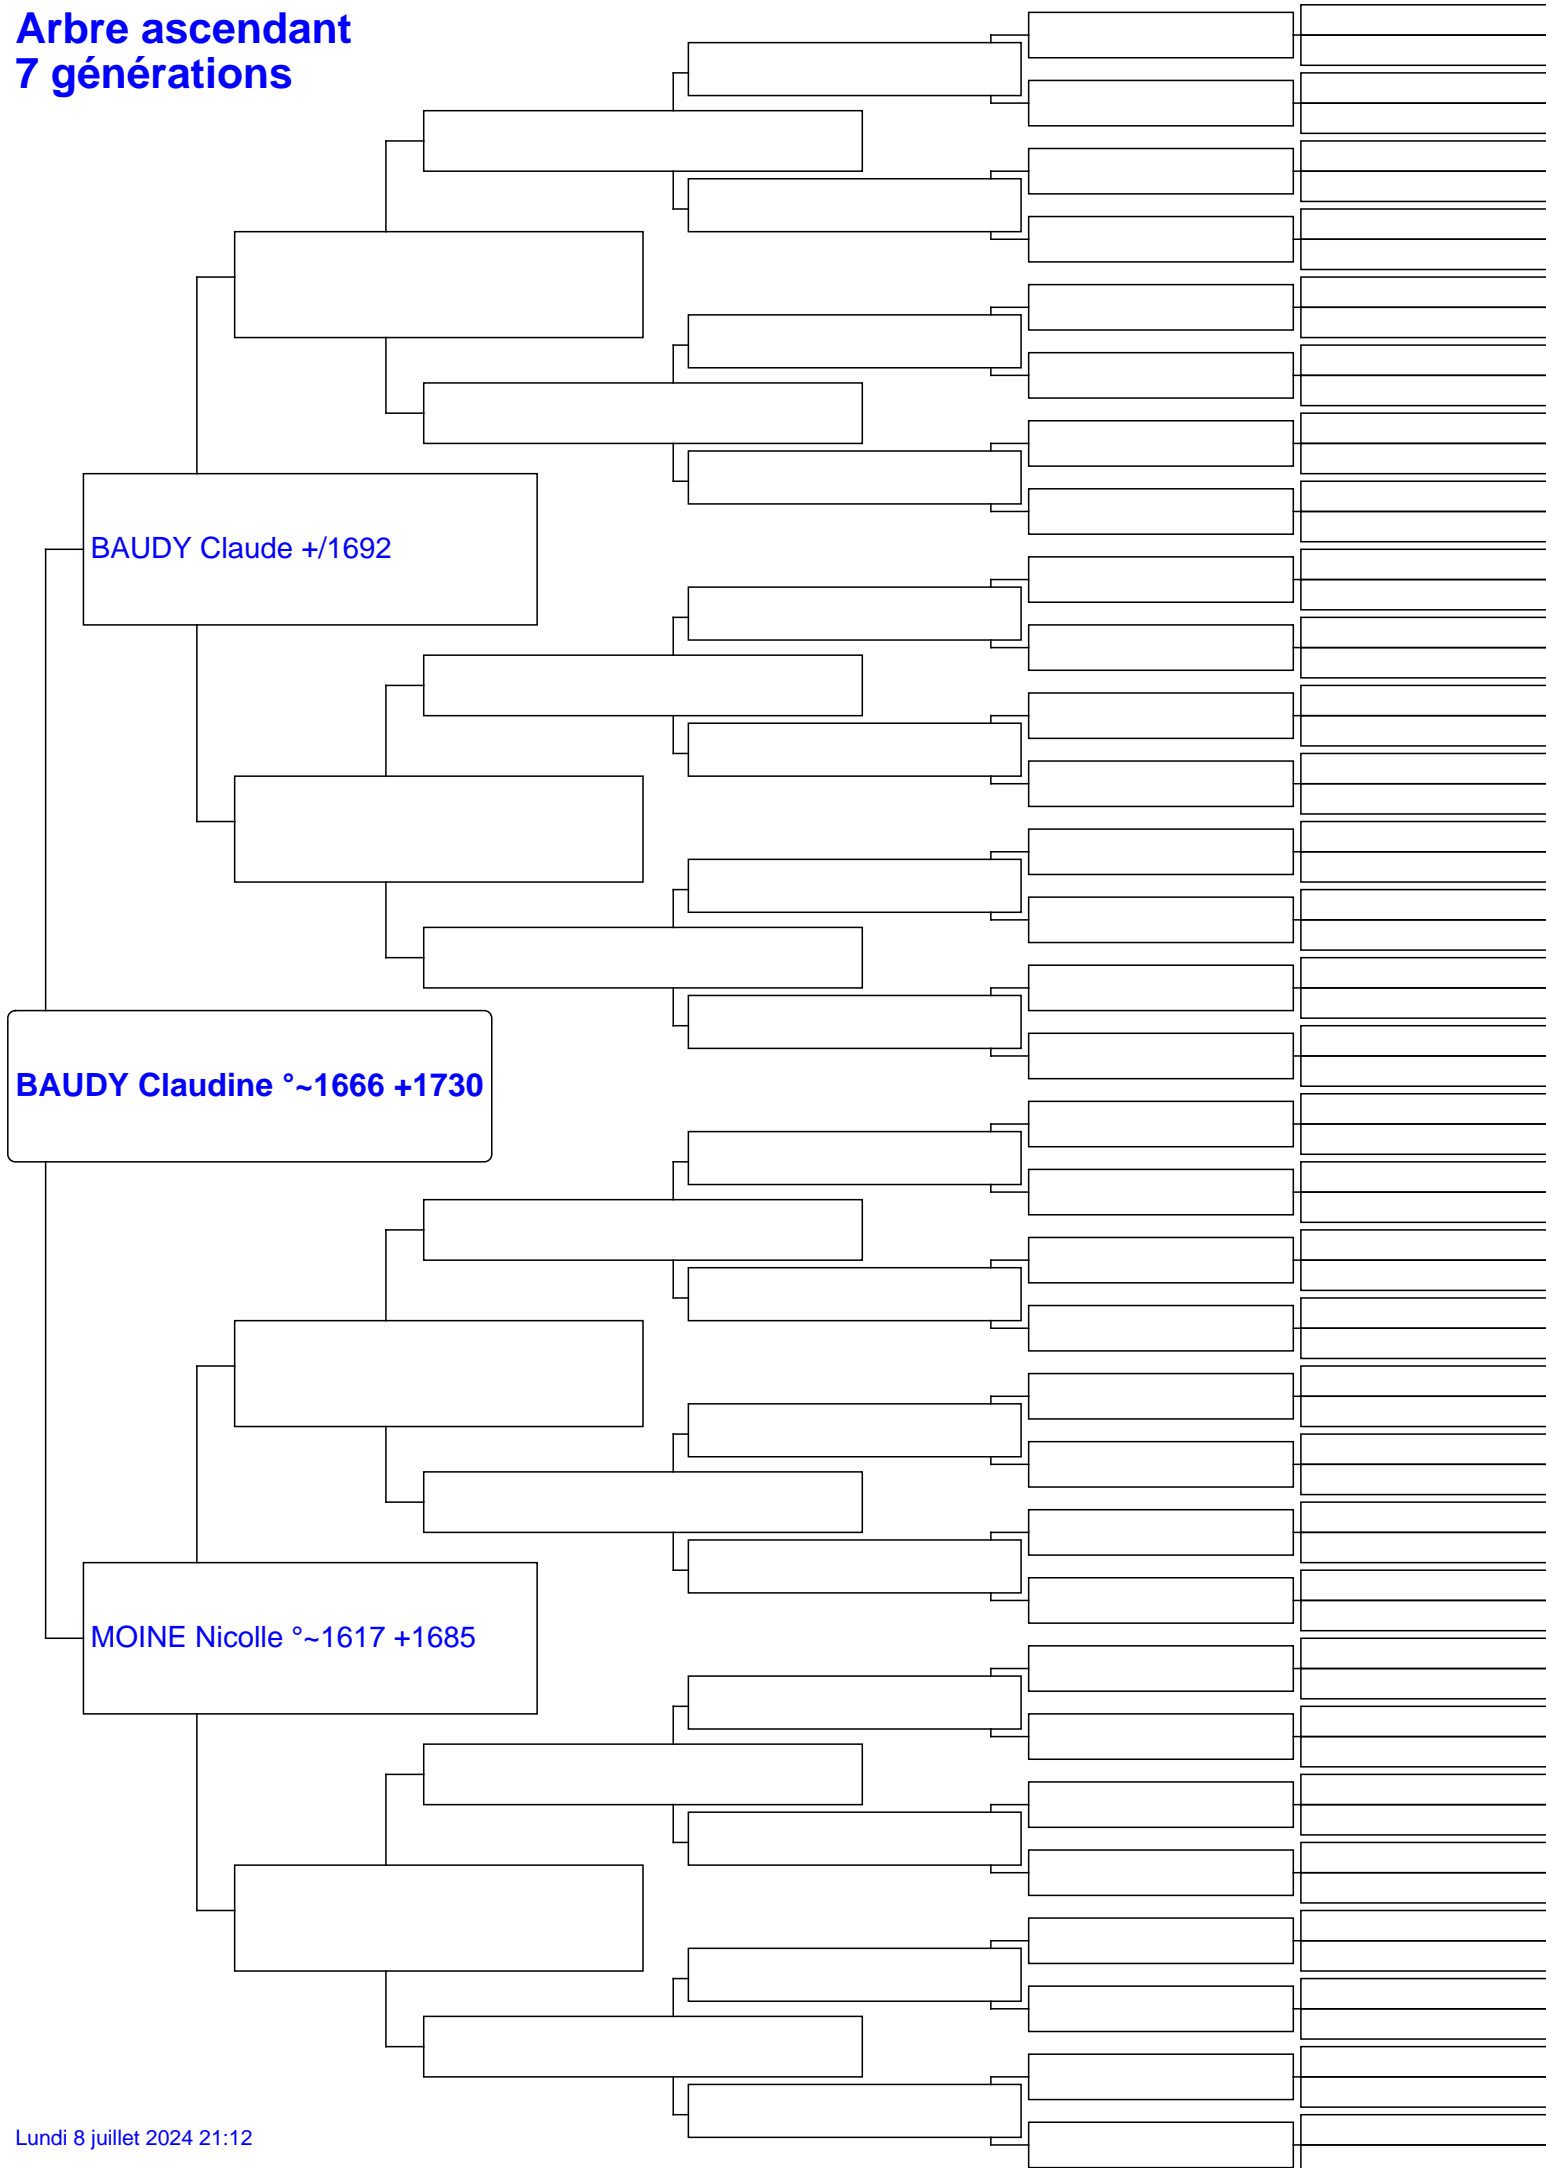 Arbre ascendant
7 générations
BAUDY Claude +/1692
BAUDY Claudine °~1666 +1730
MOINE Nicolle °~1617 +1685
Lundi 8 juillet 2024 21:12